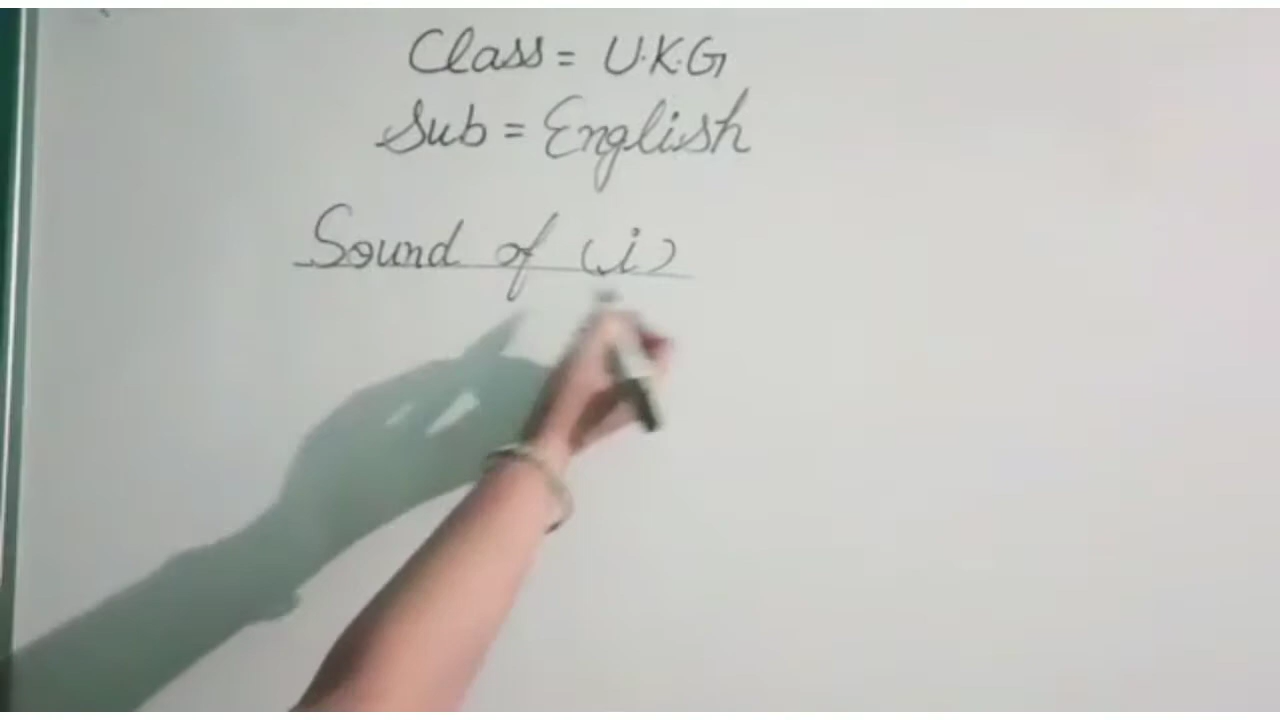 Class = U.K.G
Sub = English
Sound of (i)